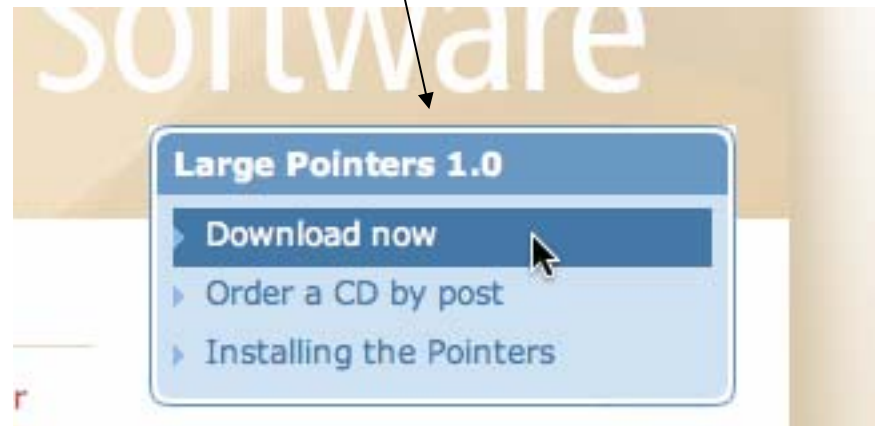 Software
Large Pointers 1.0
Download now
Order a CD by post
Installing the Pointers
r